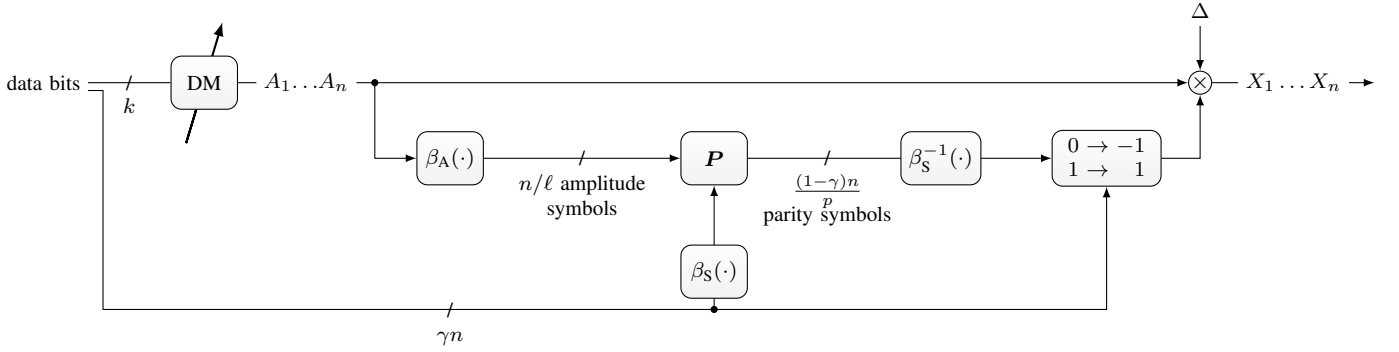 Δ
data bits
k
DM
A₁…Aₙ
×
X₁ … Xₙ
β_A(·)
n/ℓ amplitude
symbols
P
(1−γ)n
p
parity symbols
β_S⁻¹(·)
0 → −1
1 → 1
β_S(·)
γn